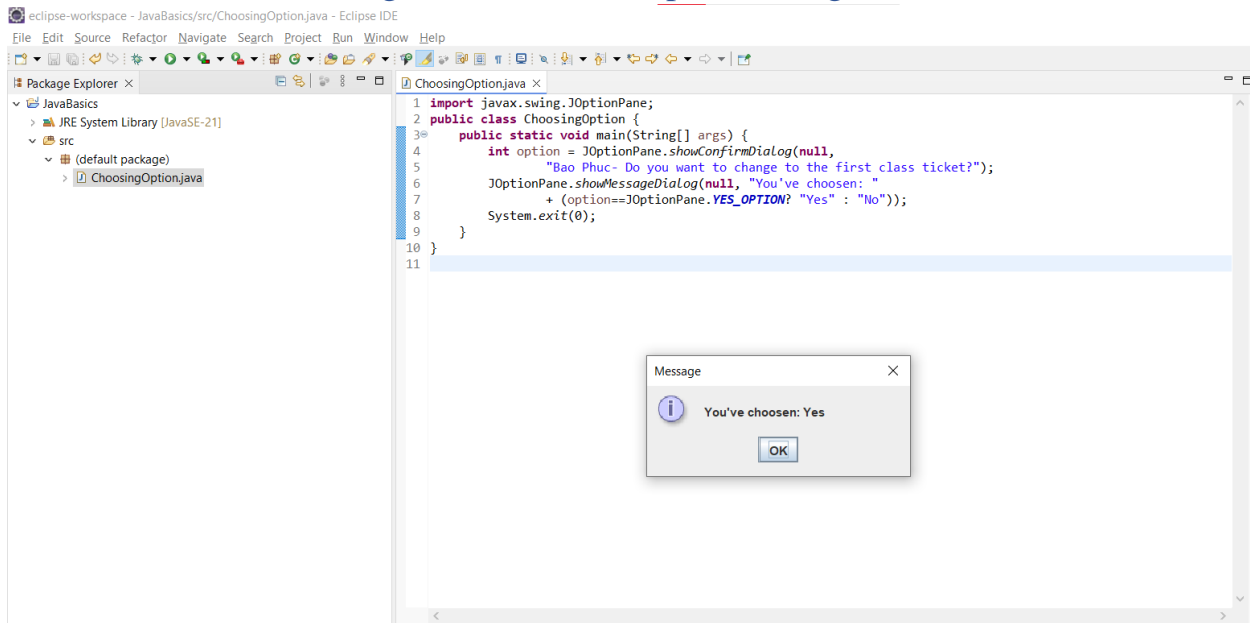 eclipse-workspace - JavaBasics/src/ChoosingOption.java - Eclipse IDE
File Edit Source Refactor Navigate Search Project Run Window Help
Package Explorer
JavaBasics
JRE System Library [JavaSE-21]
src
(default package)
ChoosingOption.java
ChoosingOption.java
1 import javax.swing.JOptionPane;
2 public class ChoosingOption {
3 public static void main(String[] args) {
4 int option = JOptionPane.showConfirmDialog(null,
5 "Bao Phuc- Do you want to change to the first class ticket?");
6 JOptionPane.showMessageDialog(null, "You've choosen: "
7 + (option==JOptionPane.YES_OPTION? "Yes" : "No"));
8 System.exit(0);
9 }
10 }
11
Message
You've choosen: Yes
OK